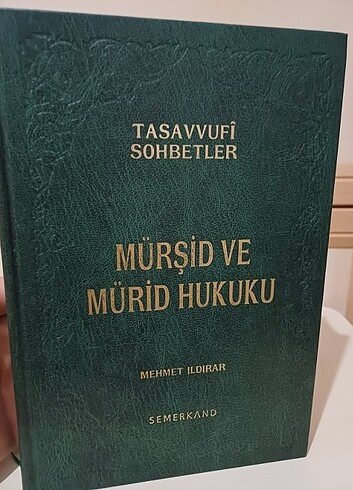 TASAVVUFÎ
SOHBETLER
MÜRŞİD VE
MÜRİD HUKUKU
MEHMET ILDIRAR
SEMERKAND